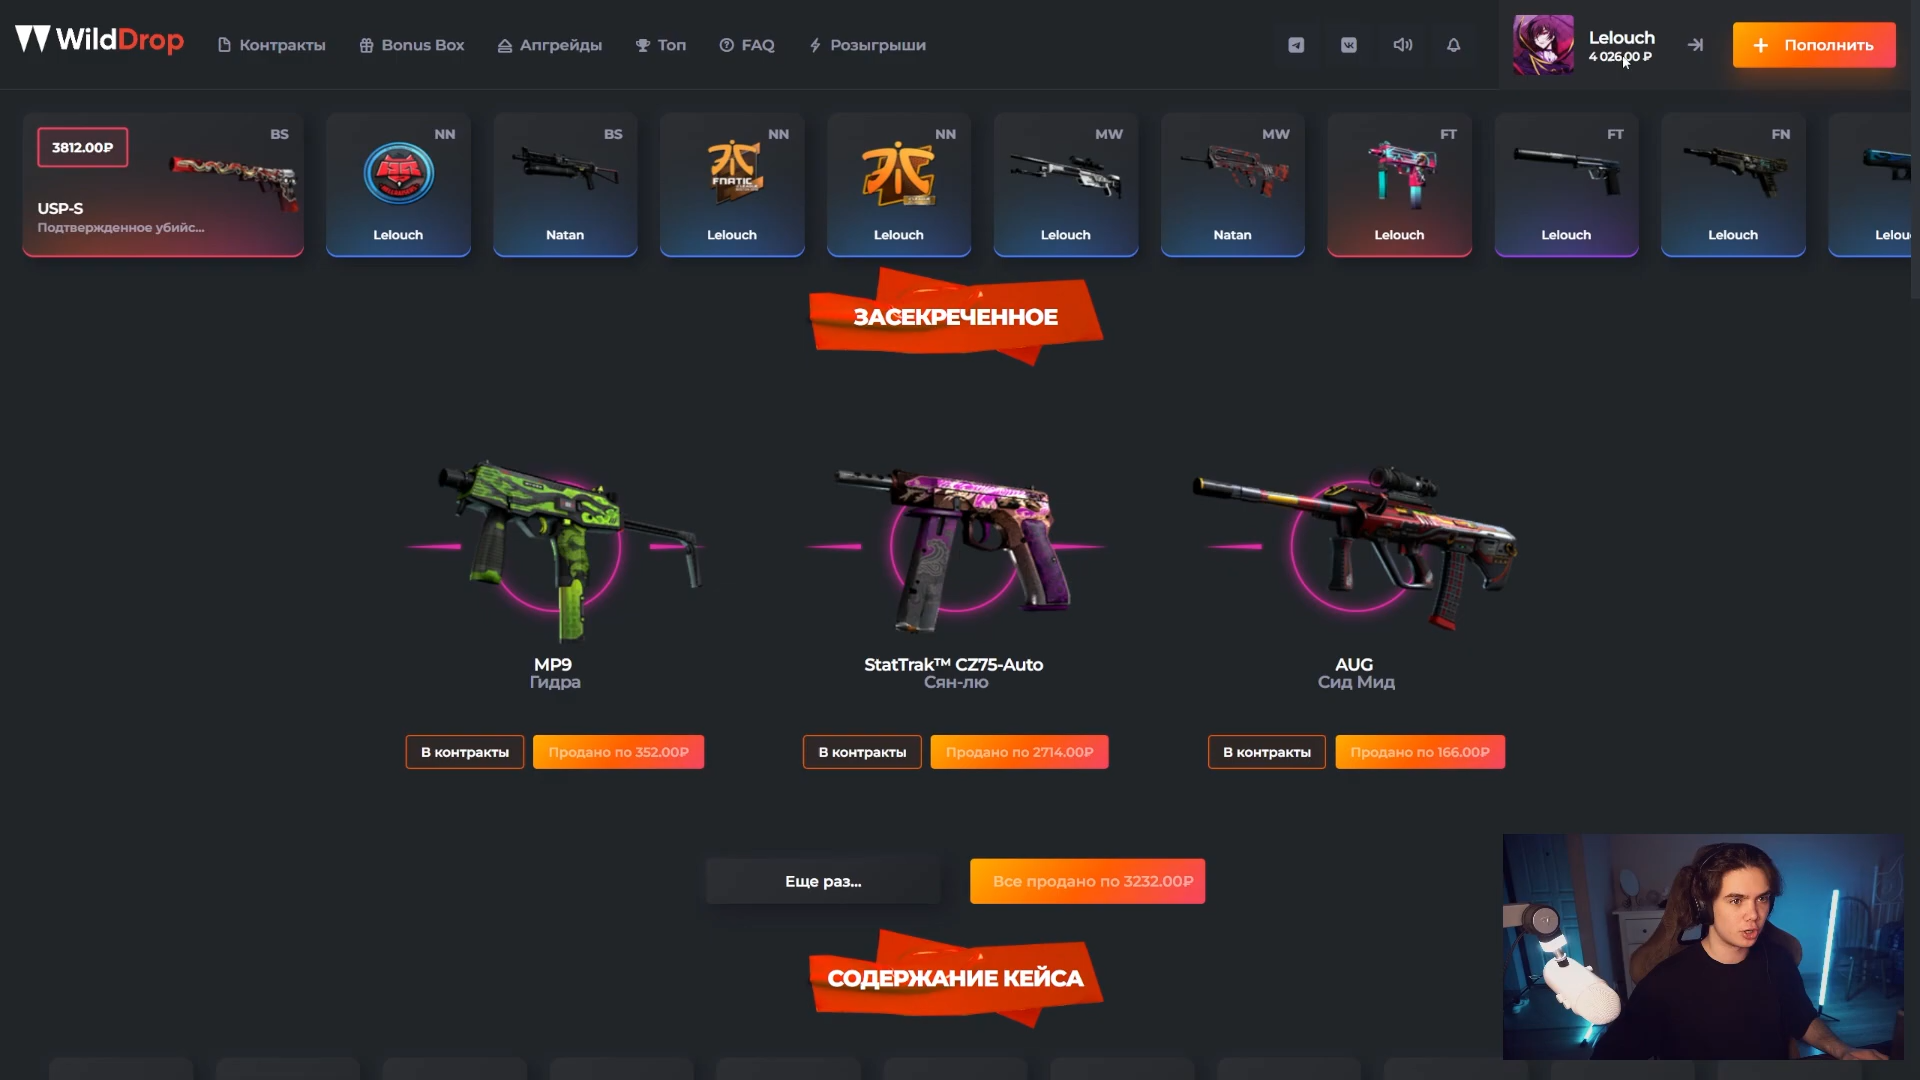 WildDrop
Контракты
Bonus Box
Апгрейды
Топ
FAQ
Розыгрыши
Lelouch
4 026.00 ₽
Пополнить
3812.00₽
BS
USP-S
Подтвержденное убийс...
NN
Lelouch
BS
Natan
NN
FNATIC
Lelouch
NN
Lelouch
MW
Lelouch
MW
Natan
FT
Lelouch
FT
Lelouch
FN
Lelouch
Lelou
ЗАСЕКРЕЧЕННОЕ
MP9
Гидра
StatTrak™ CZ75-Auto
Сян-лю
AUG
Сид Мид
В контракты
Продано по 352.00₽
В контракты
Продано по 2714.00₽
В контракты
Продано по 166.00₽
Еще раз...
Все продано по 3232.00₽
СОДЕРЖАНИЕ КЕЙСА